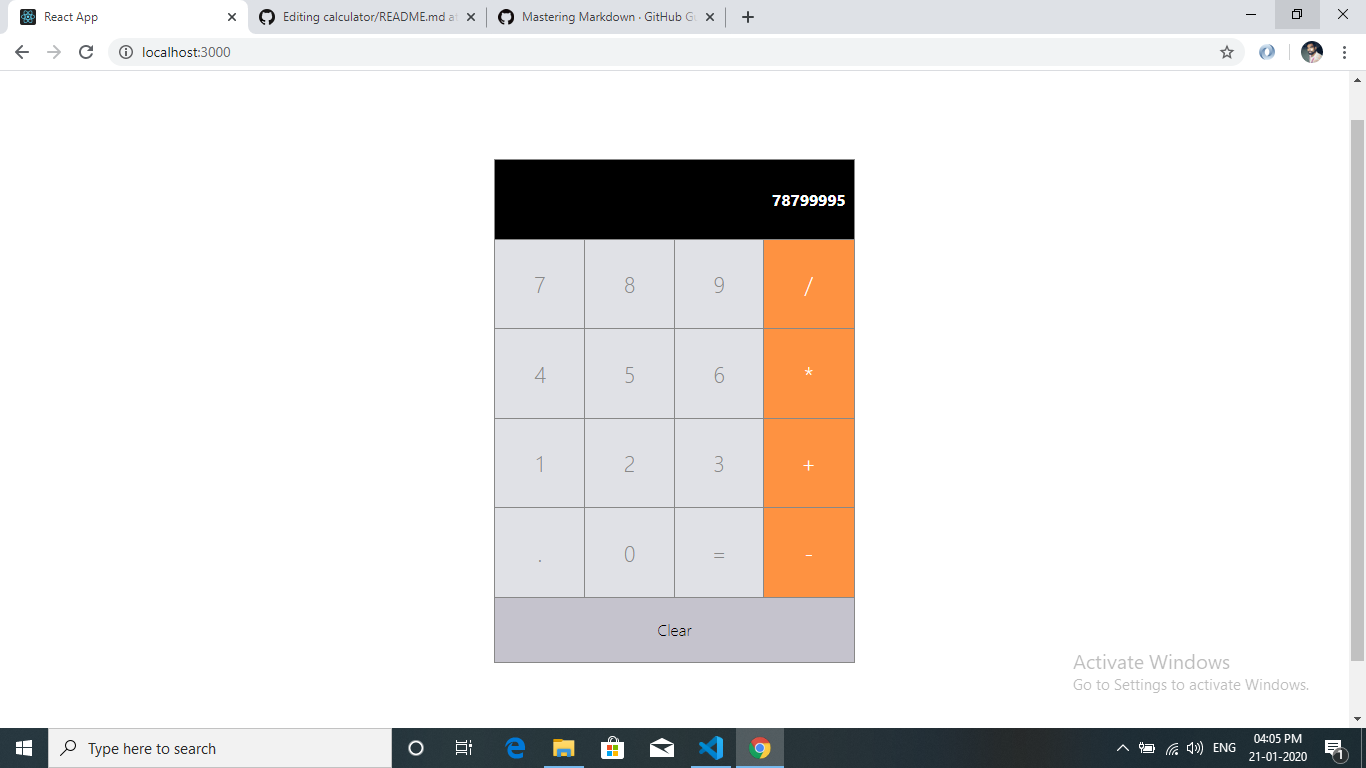 React App
Editing calculator/README.md at
Mastering Markdown · GitHub Gu
localhost:3000
78799995
7 8 9 /
4 5 6 *
1 2 3 +
. 0 = -
Clear
Activate Windows
Go to Settings to activate Windows.
Type here to search
ENG
04:05 PM
21-01-2020
1